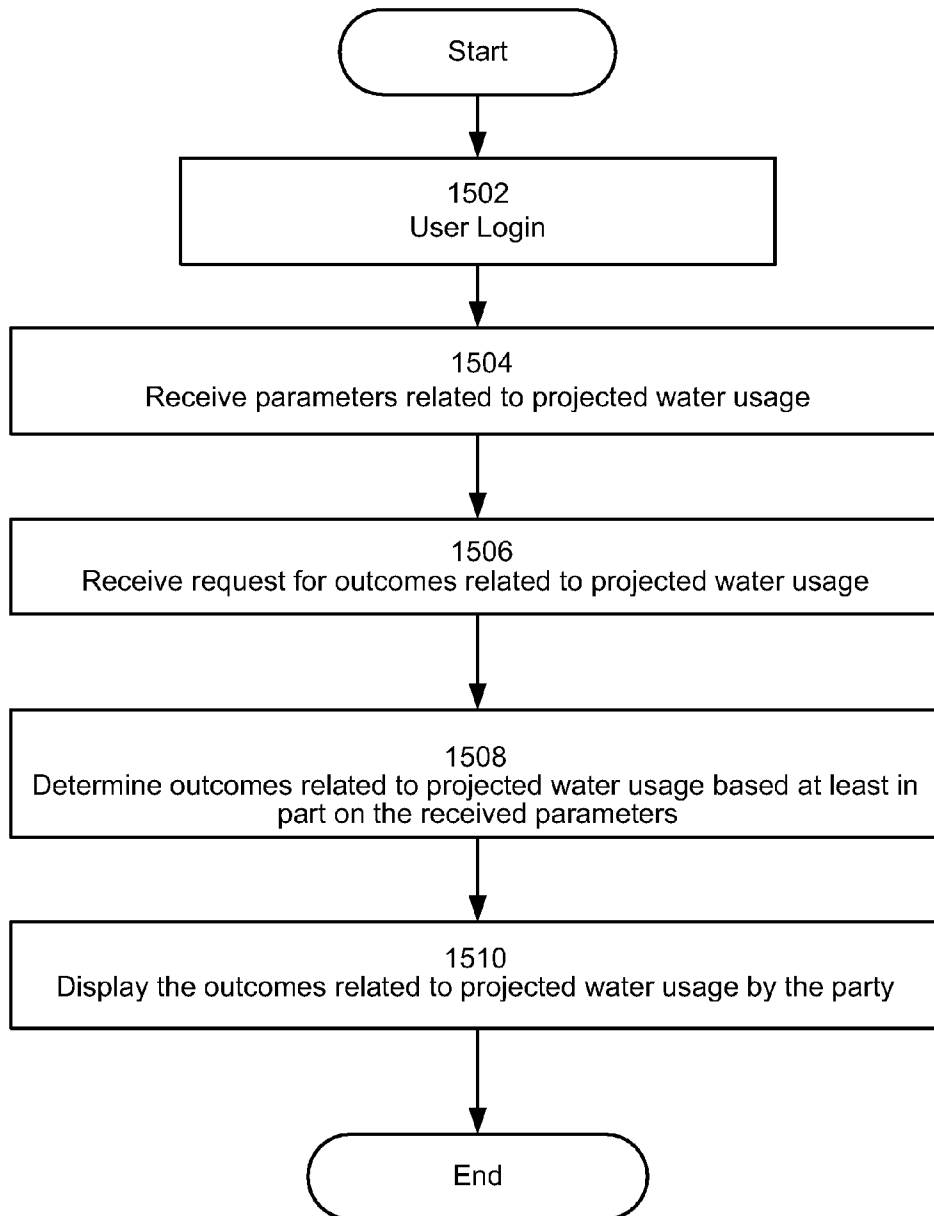 Start
1502
User Login
1504
Receive parameters related to projected water usage
1506
Receive request for outcomes related to projected water usage
1508
Determine outcomes related to projected water usage based at least in
part on the received parameters
1510
Display the outcomes related to projected water usage by the party
End